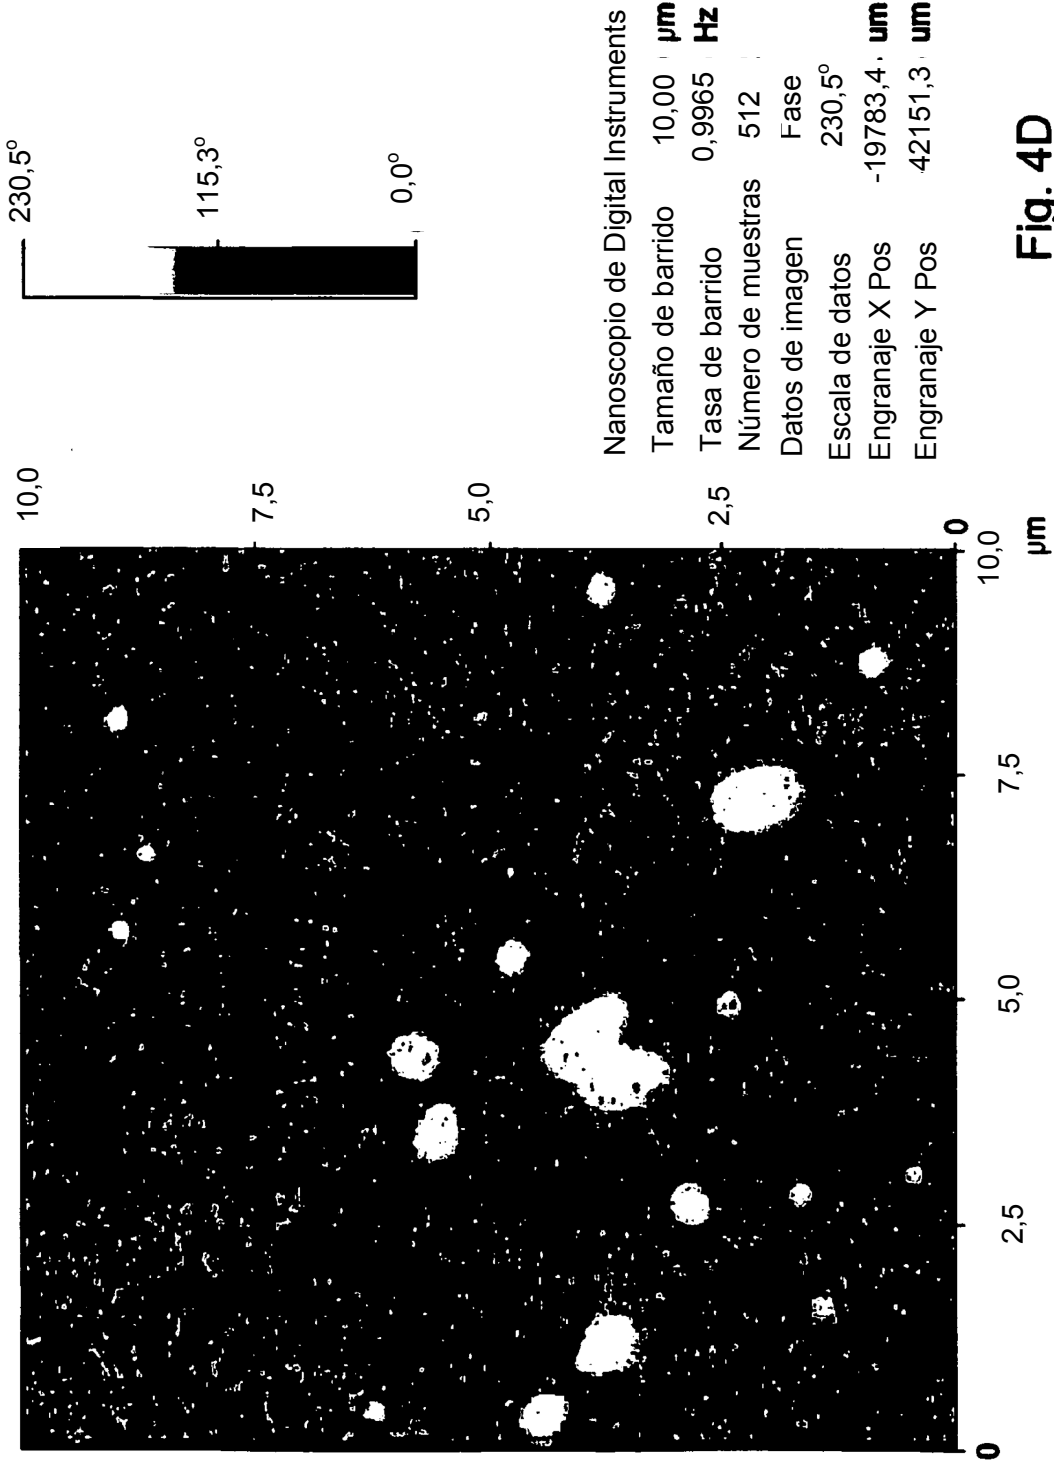 230,5°
115,3°
0,0°
10,0
7,5
5,0
2,5
0
0
2,5
5,0
7,5
10,0
µm
Nanoscopio de Digital Instruments
Tamaño de barrido 10,00 µm
Tasa de barrido 0,9965 Hz
Número de muestras 512
Datos de imagen Fase
Escala de datos 230,5°
Engranaje X Pos -19783,4 um
Engranaje Y Pos 42151,3 um
Fig. 4D